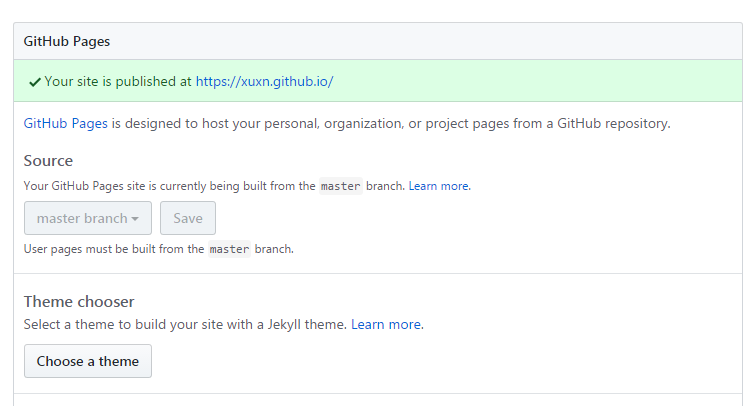 GitHub Pages
Your site is published at https://xuxn.github.io/
GitHub Pages is designed to host your personal, organization, or project pages from a GitHub repository.
Source
Your GitHub Pages site is currently being built from the master branch. Learn more.
master branch Save
User pages must be built from the master branch.
Theme chooser
Select a theme to build your site with a Jekyll theme. Learn more.
Choose a theme